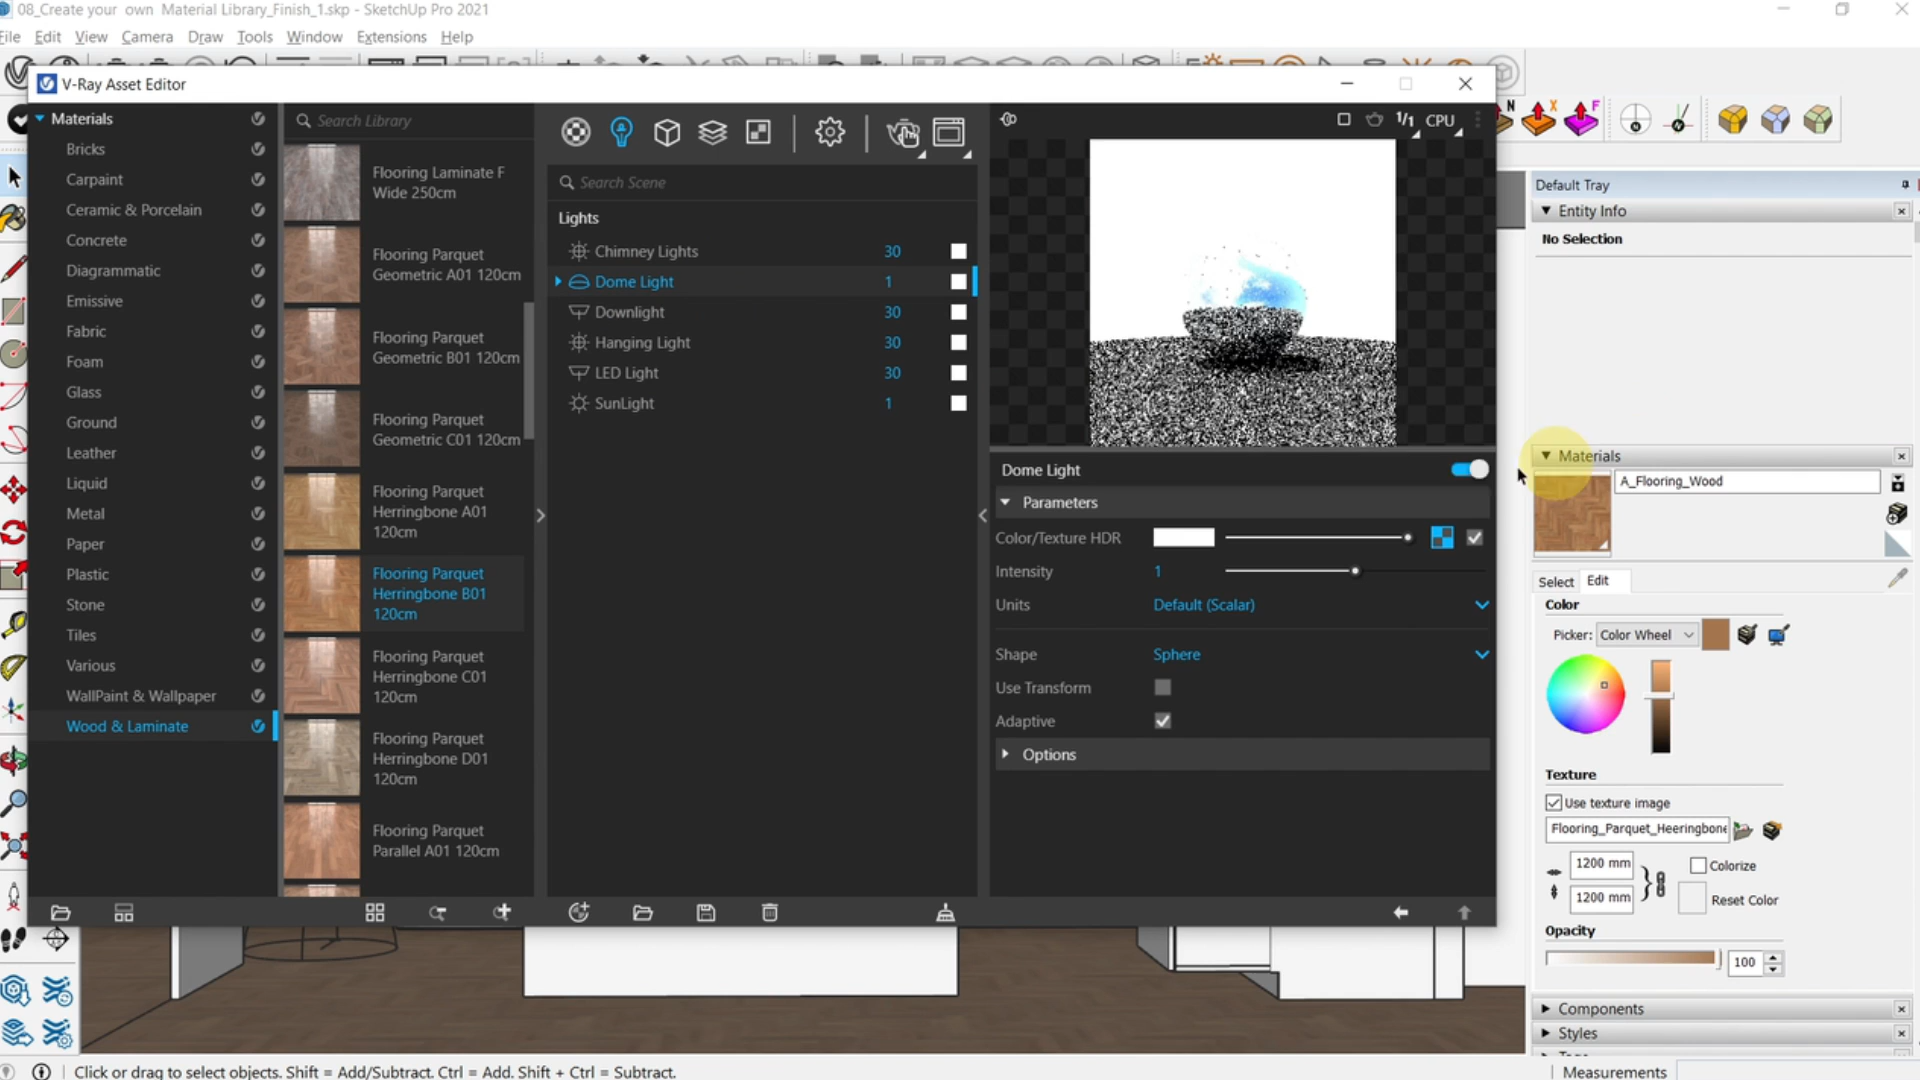 08_Create your own Material Library_Finish_1.skp - SketchUp Pro 2021
File Edit View Camera Draw Tools Window Extensions Help
V-Ray Asset Editor
Materials
Bricks
Carpaint
Ceramic & Porcelain
Concrete
Diagrammatic
Emissive
Fabric
Foam
Glass
Ground
Leather
Liquid
Metal
Paper
Plastic
Stone
Tiles
Various
WallPaint & Wallpaper
Wood & Laminate
Search Library
Flooring Laminate F
Wide 250cm
Flooring Parquet
Geometric A01 120cm
Flooring Parquet
Geometric B01 120cm
Flooring Parquet
Geometric C01 120cm
Flooring Parquet
Herringbone A01
120cm
Flooring Parquet
Herringbone B01
120cm
Flooring Parquet
Herringbone C01
120cm
Flooring Parquet
Herringbone D01
120cm
Flooring Parquet
Parallel A01 120cm
Search Scene
Lights
Chimney Lights 30
Dome Light 1
Downlight 30
Hanging Light 30
LED Light 30
SunLight 1
1/1 CPU
Dome Light
Parameters
Color/Texture HDR
Intensity 1
Units Default (Scalar)
Shape Sphere
Use Transform
Adaptive
Options
N X F
Default Tray
Entity Info
No Selection
Materials
A_Flooring_Wood
Select Edit
Color
Picker: Color Wheel
Texture
Use texture image
Flooring_Parquet_Heeringbone
1200 mm
Colorize
1200 mm
Reset Color
Opacity
100
Components
Styles
Click or drag to select objects. Shift = Add/Subtract. Ctrl = Add. Shift + Ctrl = Subtract.
Measurements